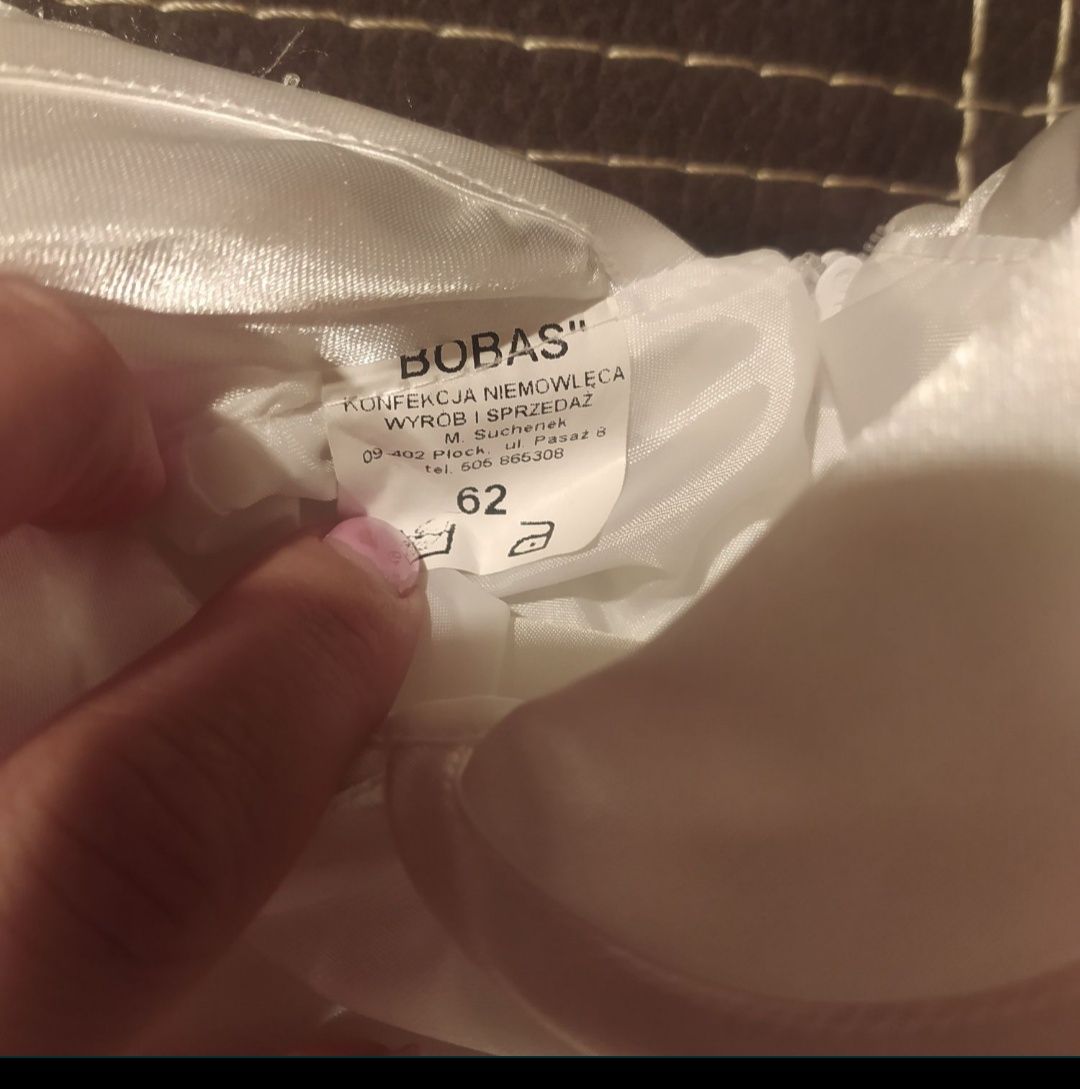 BOBAS"
KONFEKCJA NIEMOWLĘCA
WYRÓB I SPRZEDAŻ
M. Suchenek
09-402 Płock, ul. Pasaż 8
tel. 506 865308
62